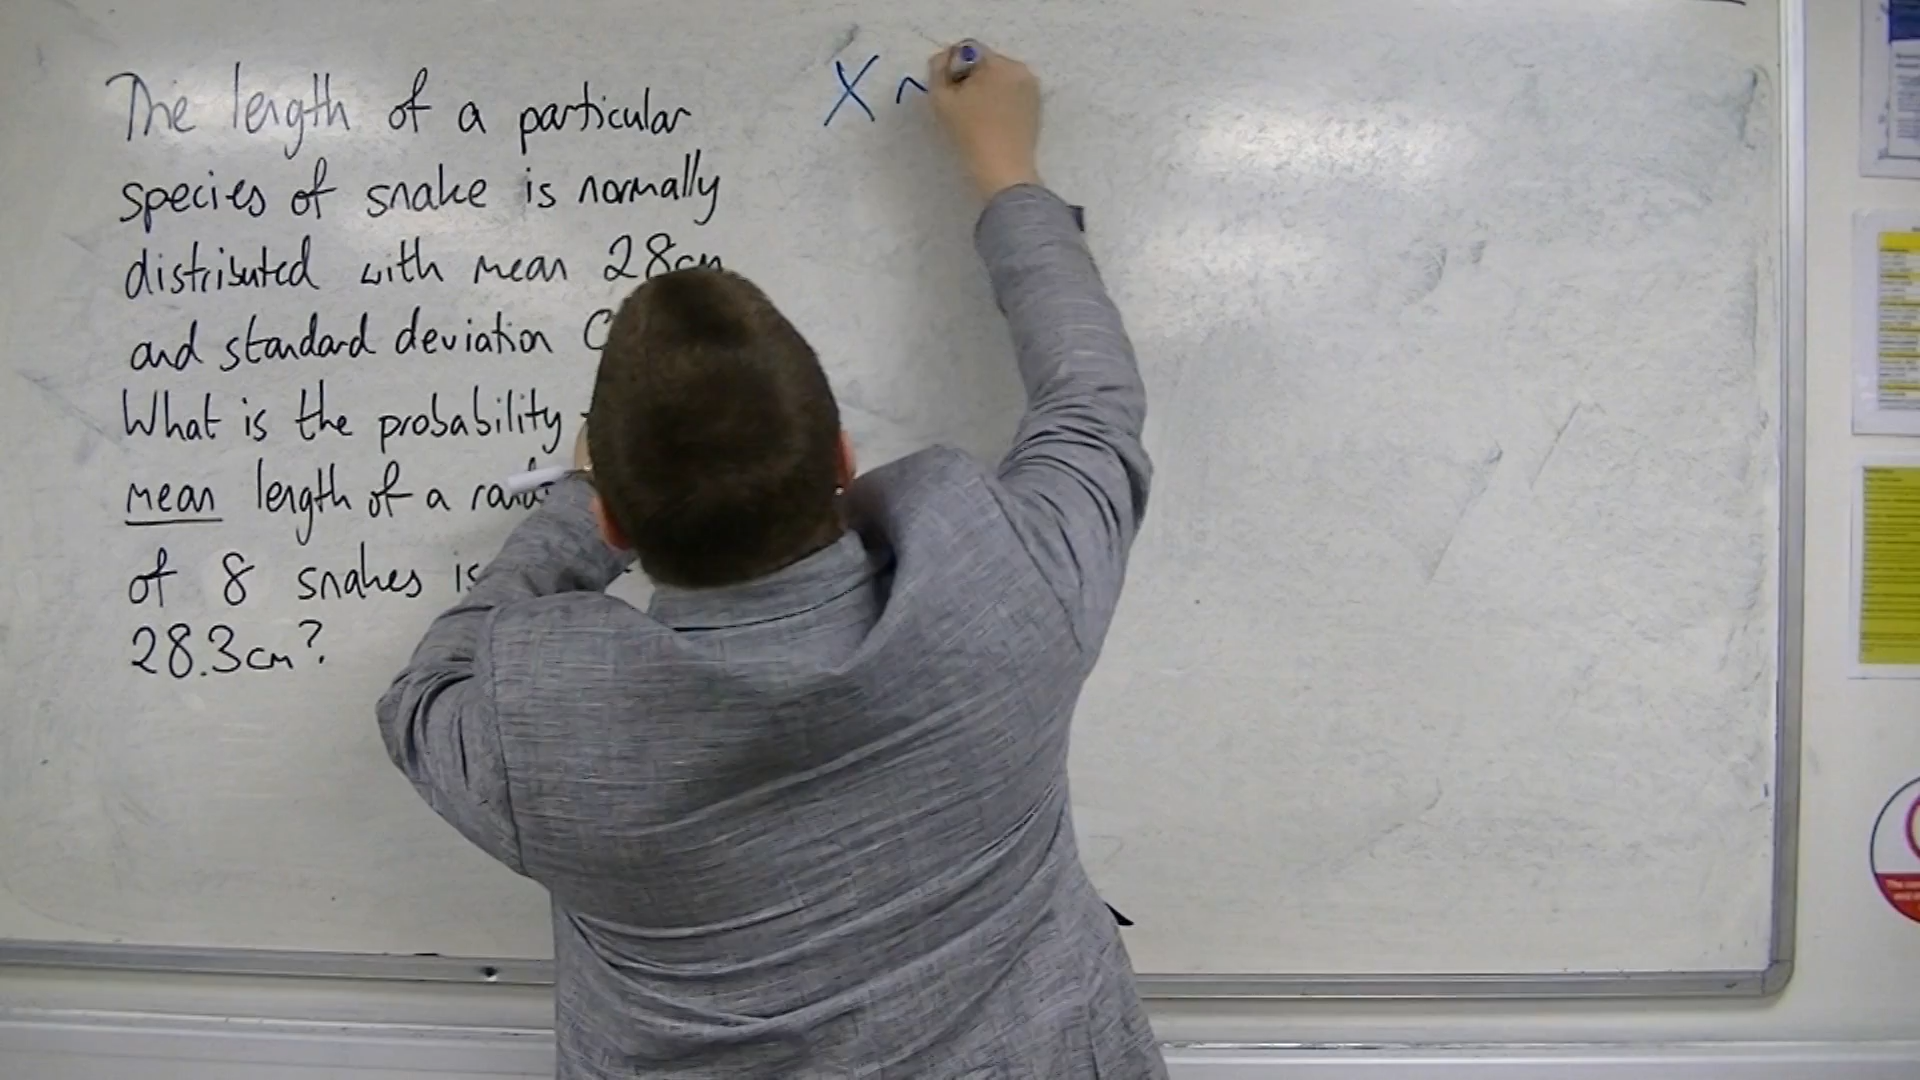 The length of a particular
species of snake is normally
distributed with mean 28cm
and standard deviation
What is the probability
mean length of a
of 8 snakes is
28.3cm?
X ~